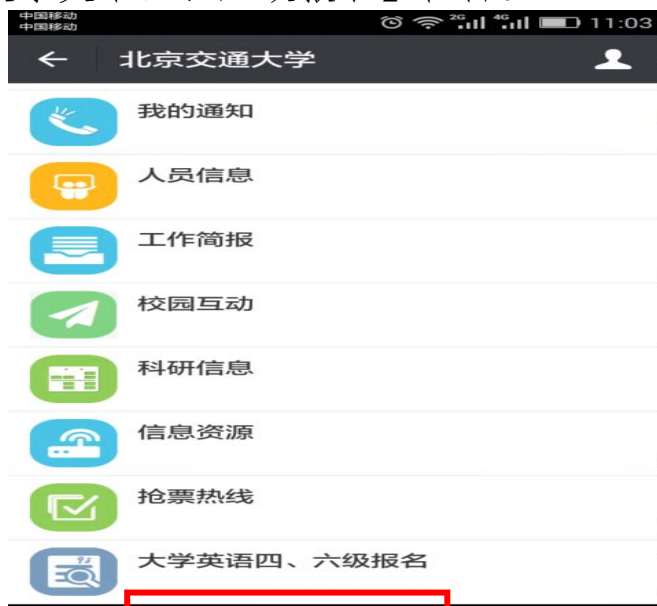 中国移动
中国移动
2G 4G 11:03
北京交通大学
我的通知
人员信息
工作简报
校园互动
科研信息
信息资源
抢票热线
大学英语四、六级报名